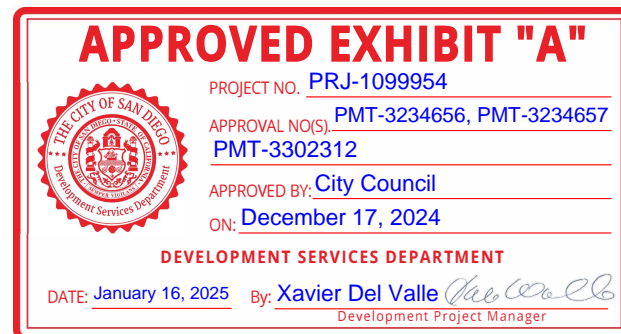 APPROVED EXHIBIT "A"
PROJECT NO. PRJ-1099954
APPROVAL NO(S). PMT-3234656, PMT-3234657
PMT-3302312
APPROVED BY: City Council
ON: December 17, 2024
THE CITY OF SAN DIEGO
Development Services Department
DEVELOPMENT SERVICES DEPARTMENT
DATE: January 16, 2025 By: Xavier Del Valle
Development Project Manager